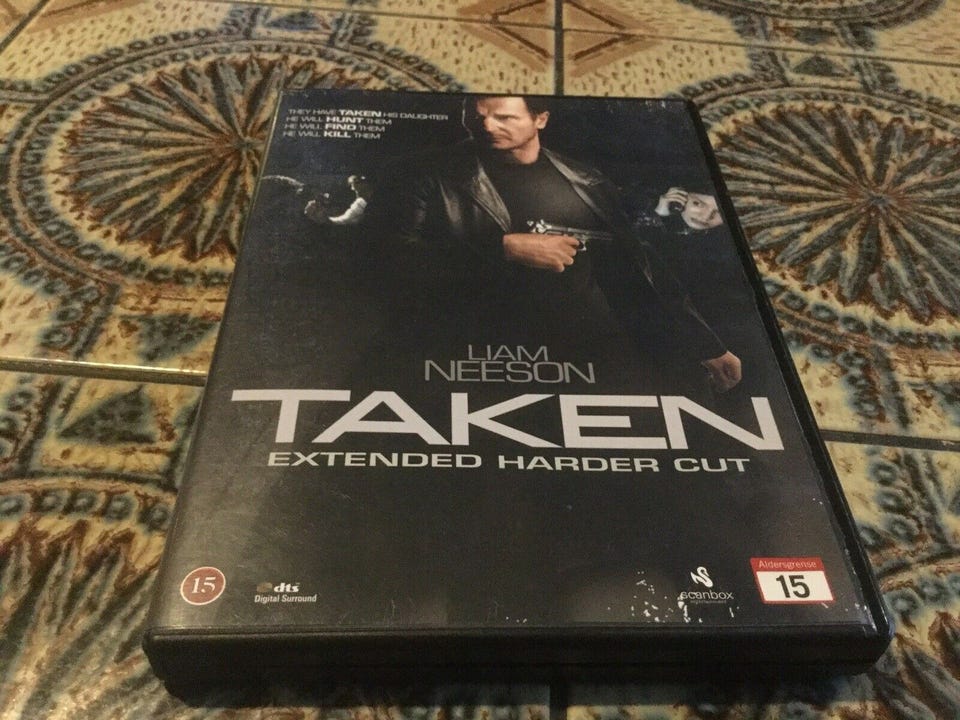 THEY HAVE TAKEN HIS DAUGHTER
HE WILL HUNT THEM
HE WILL FIND THEM
HE WILL KILL THEM
LIAM
NEESON
TAKEN
EXTENDED HARDER CUT
15
dts
Digital Surround
scanbox
entertainment
Aldersgrense
15